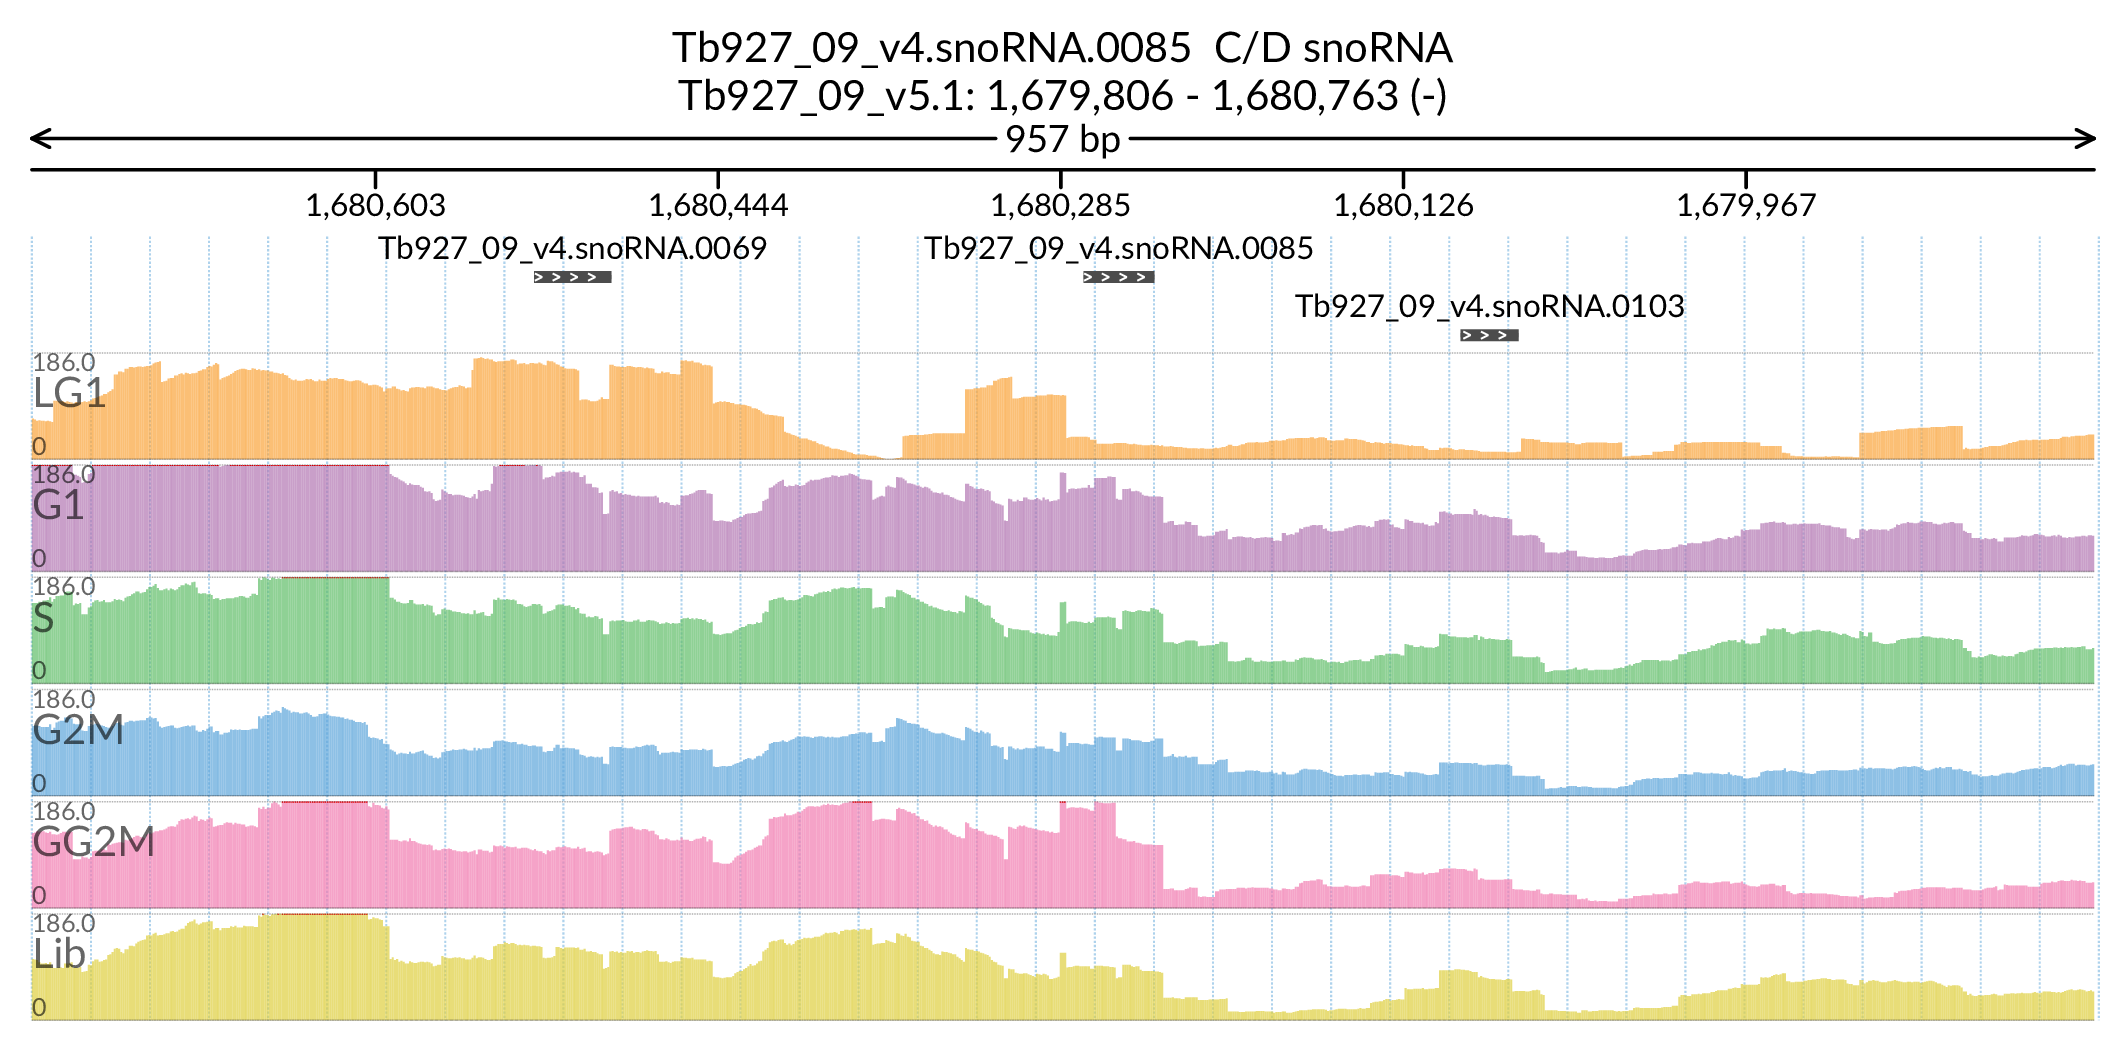 Tb927_09_v4.snoRNA.0085  C/D snoRNA
Tb927_09_v5.1: 1,679,806 - 1,680,763 (-)
957 bp
1,680,603 1,680,444 1,680,285 1,680,126 1,679,967
Tb927_09_v4.snoRNA.0069 Tb927_09_v4.snoRNA.0085
Tb927_09_v4.snoRNA.0103
186.0
LG1
0
186.0
G1
0
186.0
S
0
186.0
G2M
0
186.0
GG2M
0
186.0
Lib
0